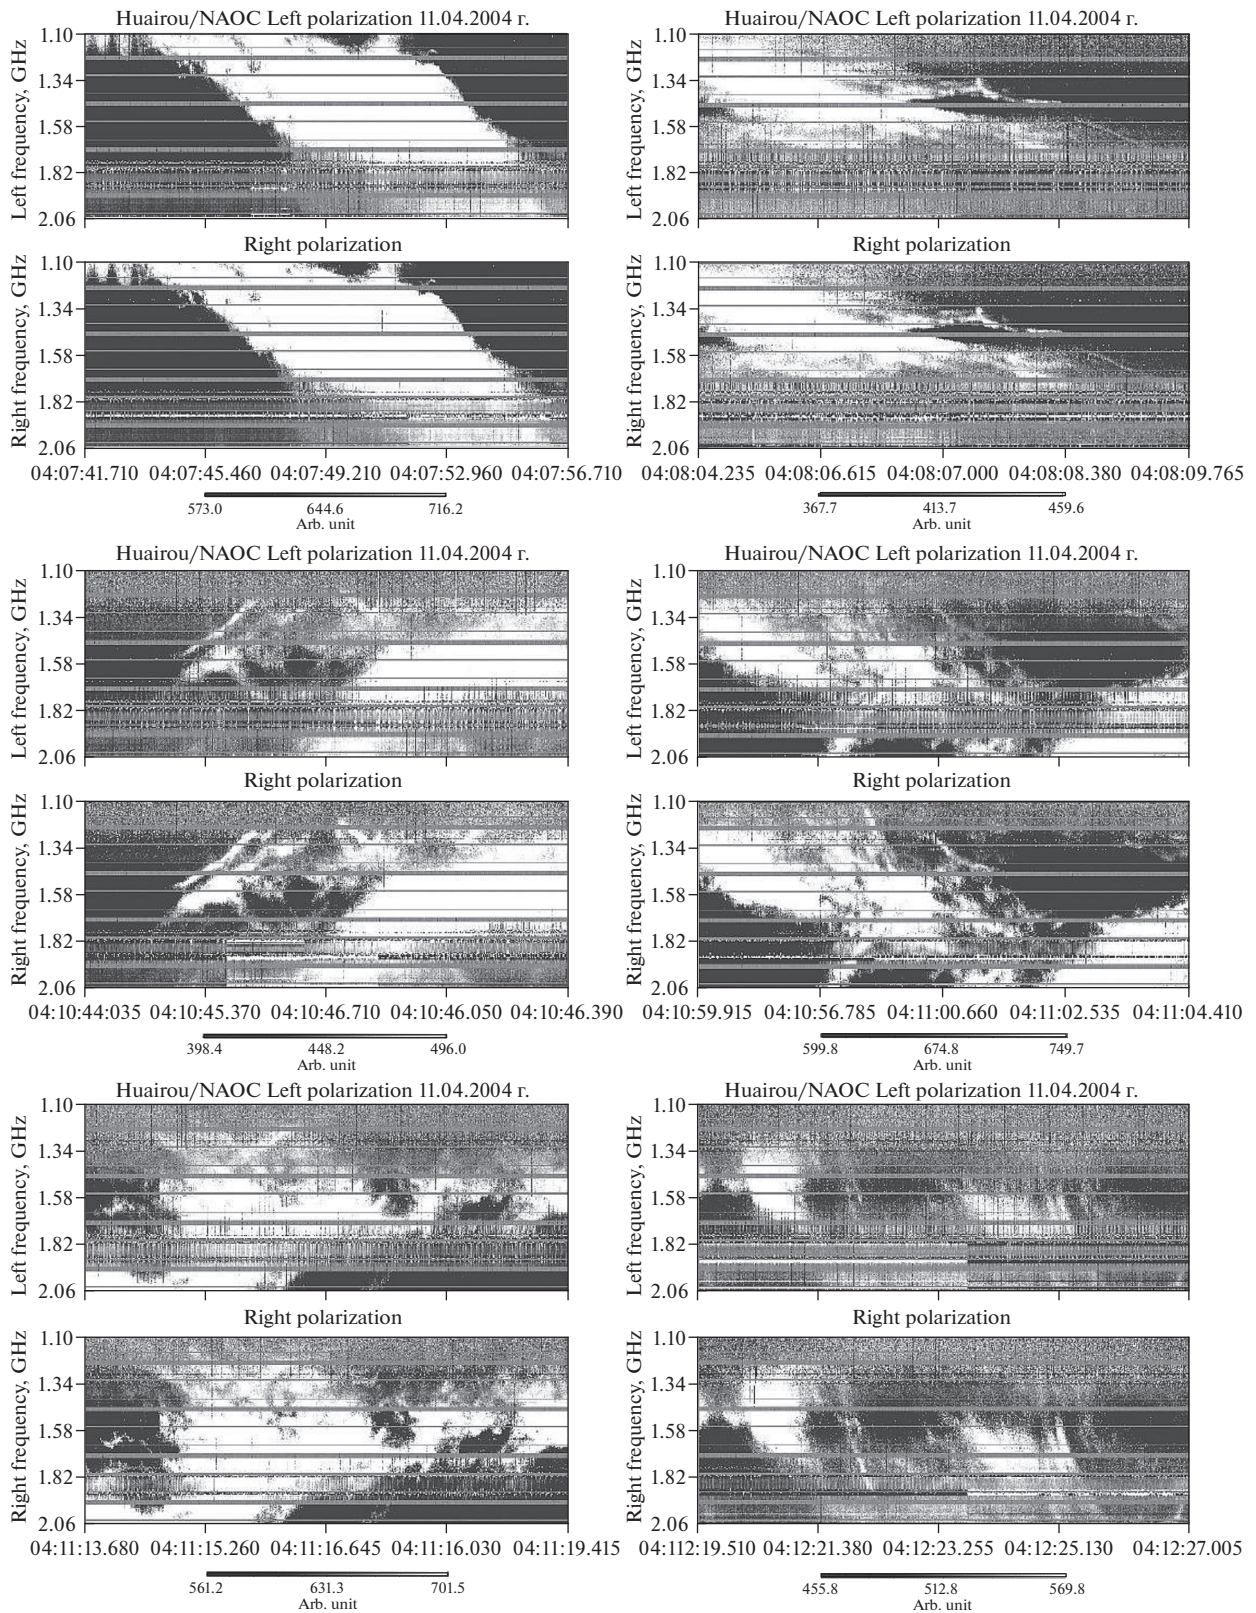 Huairou/NAOC Left polarization 11.04.2004 г.
Left frequency, GHz
1.10
1.34
1.58
1.82
2.06
Right polarization
Right frequency, GHz
1.10
1.34
1.58
1.82
2.06
04:07:41.710 04:07:45.460 04:07:49.210 04:07:52.960 04:07:56.710
573.0 644.6 716.2
Arb. unit
Huairou/NAOC Left polarization 11.04.2004 г.
Left frequency, GHz
1.10
1.34
1.58
1.82
2.06
Right polarization
Right frequency, GHz
1.10
1.34
1.58
1.82
2.06
04:08:04.235 04:08:06.615 04:08:07.000 04:08:08.380 04:08:09.765
367.7 413.7 459.6
Arb. unit
Huairou/NAOC Left polarization 11.04.2004 г.
Left frequency, GHz
1.10
1.34
1.58
1.82
2.06
Right polarization
Right frequency, GHz
1.10
1.34
1.58
1.82
2.06
04:10:44:035 04:10:45.370 04:10:46.710 04:10:46.050 04:10:46.390
398.4 448.2 496.0
Arb. unit
Huairou/NAOC Left polarization 11.04.2004 г.
Left frequency, GHz
1.10
1.34
1.58
1.82
2.06
Right polarization
Right frequency, GHz
1.10
1.34
1.58
1.82
2.06
04:10:59.915 04:10:56.785 04:11:00.660 04:11:02.535 04:11:04.410
599.8 674.8 749.7
Arb. unit
Huairou/NAOC Left polarization 11.04.2004 г.
Left frequency, GHz
1.10
1.34
1.58
1.82
2.06
Right polarization
Right frequency, GHz
1.10
1.34
1.58
1.82
2.06
04:11:13.680 04:11:15.260 04:11:16.645 04:11:16.030 04:11:19.415
561.2 631.3 701.5
Arb. unit
Huairou/NAOC Left polarization 11.04.2004 г.
Left frequency, GHz
1.10
1.34
1.58
1.82
2.06
Right polarization
Right frequency, GHz
1.10
1.34
1.58
1.82
2.06
04:112:19.510 04:12:21.380 04:12:23.255 04:12:25.130 04:12:27.005
455.8 512.8 569.8
Arb. unit